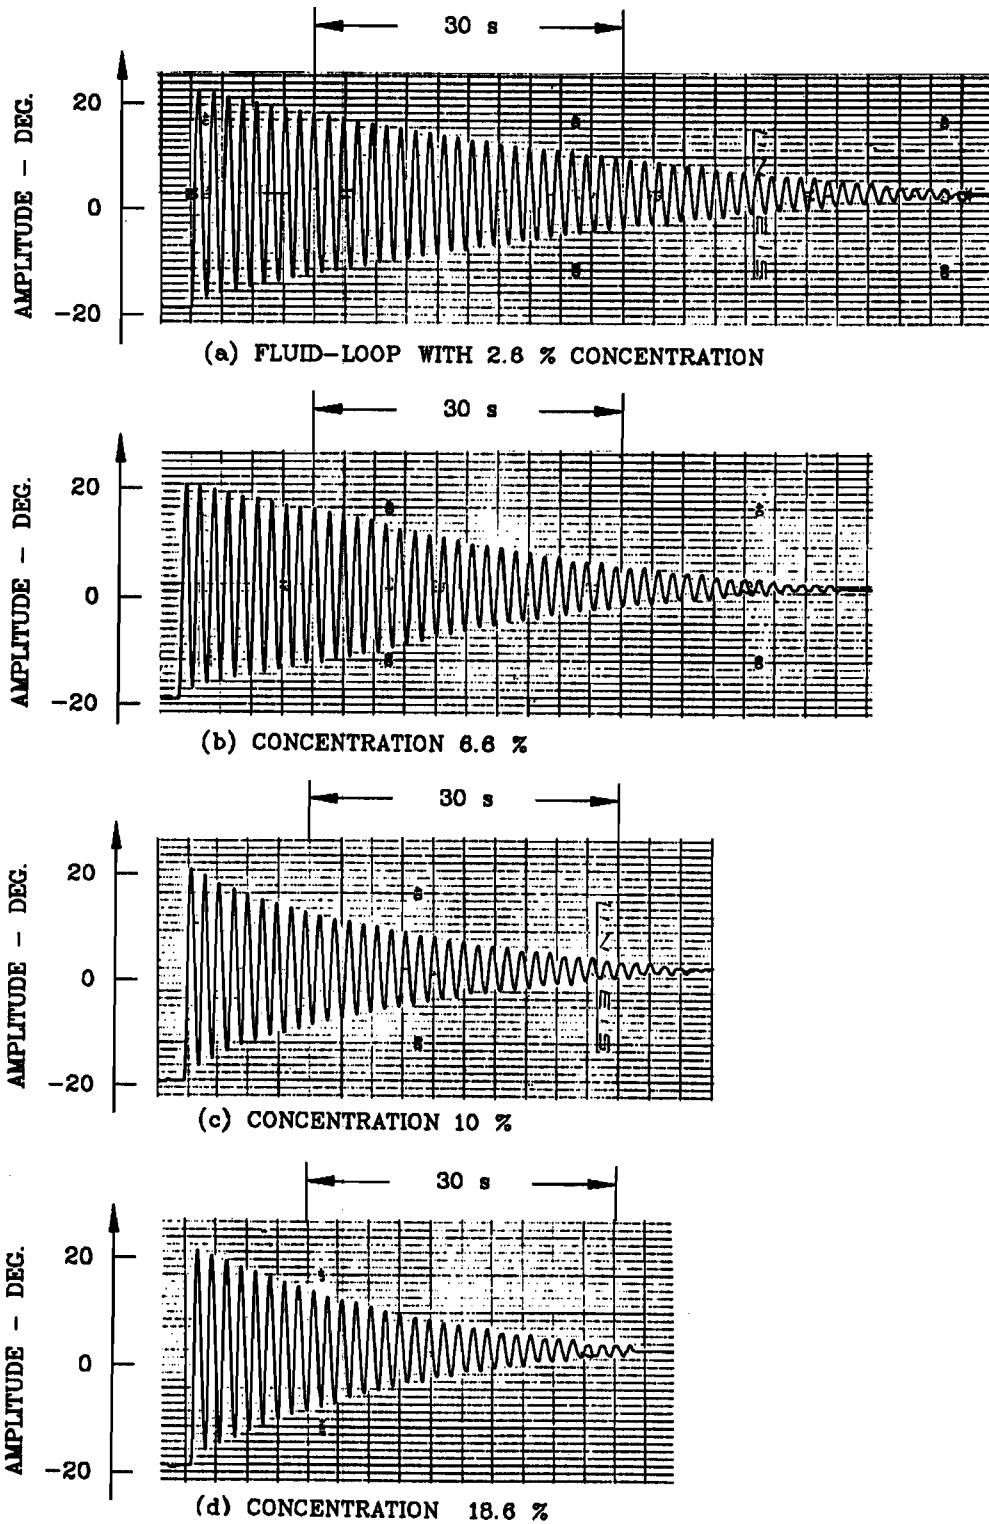 30 s
AMPLITUDE - DEG.
20
0
-20
(a) FLUID-LOOP WITH 2.6 % CONCENTRATION
30 s
AMPLITUDE - DEG.
20
0
-20
(b) CONCENTRATION 6.6 %
30 s
AMPLITUDE - DEG.
20
0
-20
(c) CONCENTRATION 10 %
30 s
AMPLITUDE - DEG.
20
0
-20
(d) CONCENTRATION 18.6 %